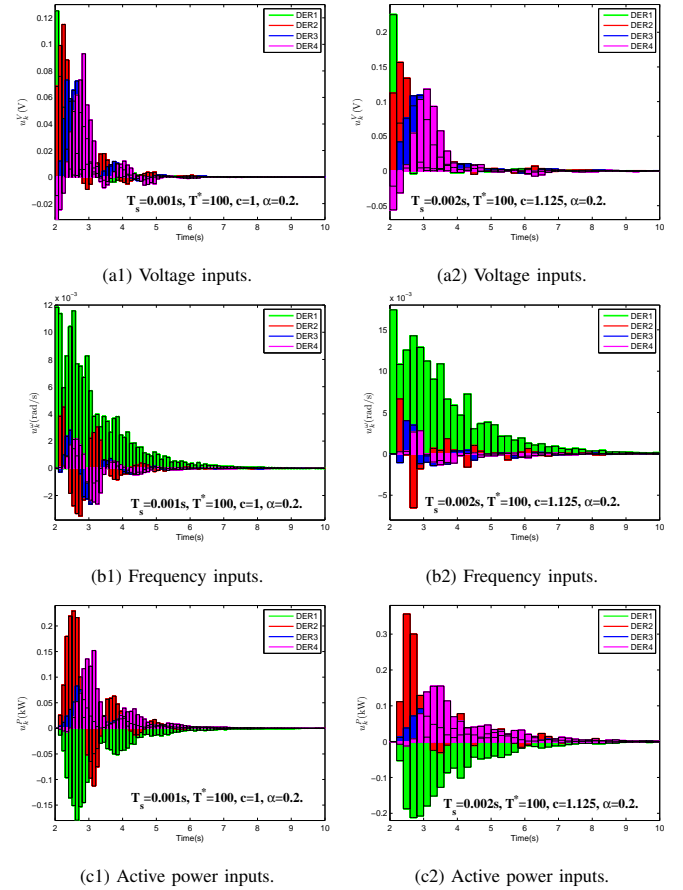 DER1
DER2
DER3
DER4
0.12
0.1
0.08
0.06
0.04
0.02
0
−0.02
u_k^V(V)
T_s=0.001s, T*=100, c=1, α=0.2.
2 3 4 5 6 7 8 9 10
Time(s)
(a1) Voltage inputs.
DER1
DER2
DER3
DER4
0.2
0.15
0.1
0.05
0
−0.05
u_k^V(V)
T_s=0.002s, T*=100, c=1.125, α=0.2.
2 3 4 5 6 7 8 9 10
Time(s)
(a2) Voltage inputs.
x 10^−3
DER1
DER2
DER3
DER4
12
10
8
6
4
2
0
−2
u_k^ω(rad/s)
T_s=0.001s, T*=100, c=1, α=0.2.
2 3 4 5 6 7 8 9 10
Time(s)
(b1) Frequency inputs.
x 10^−3
DER1
DER2
DER3
DER4
15
10
5
0
−5
u_k^ω(rad/s)
T_s=0.002s, T*=100, c=1.125, α=0.2.
2 3 4 5 6 7 8 9 10
Time(s)
(b2) Frequency inputs.
DER1
DER2
DER3
DER4
0.2
0.15
0.1
0.05
0
−0.05
−0.1
−0.15
u_k^P(kW)
T_s=0.001s, T*=100, c=1, α=0.2.
2 3 4 5 6 7 8 9 10
Time(s)
(c1) Active power inputs.
DER1
DER2
DER3
DER4
0.3
0.2
0.1
0
−0.1
−0.2
u_k^P(kW)
T_s=0.002s, T*=100, c=1.125, α=0.2.
2 3 4 5 6 7 8 9 10
Time(s)
(c2) Active power inputs.